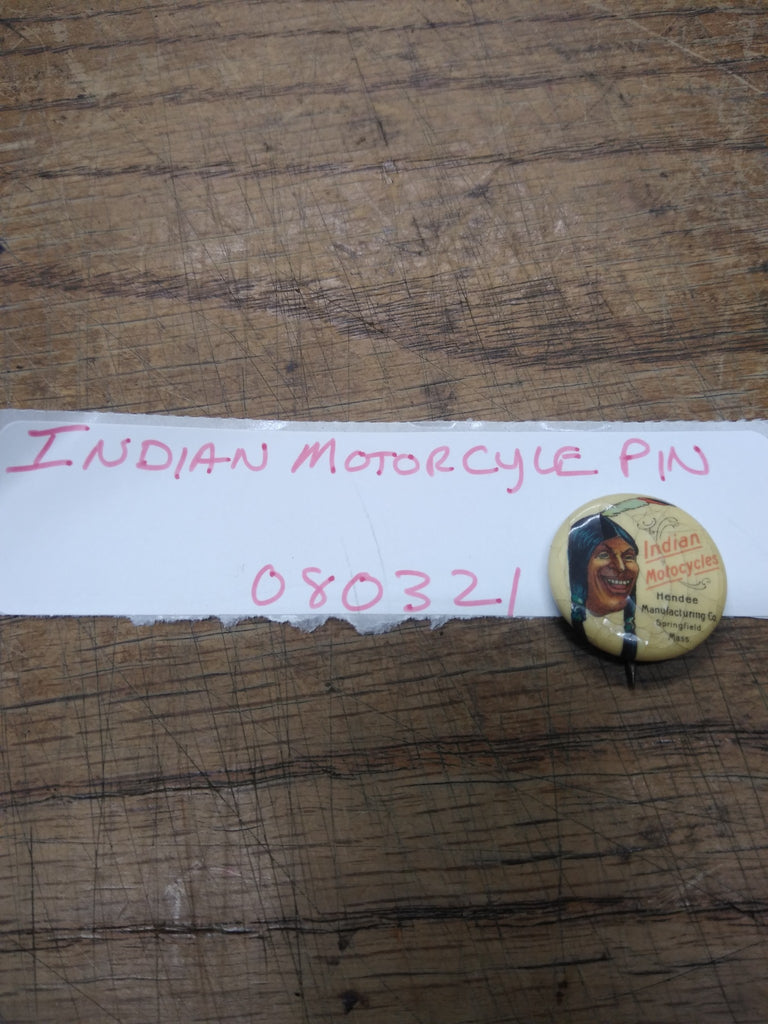 INDIAN MOTORCYLE PIN
080321
Indian
Motocycles
Hendee
Manufacturing Co.
Springfield
Mass